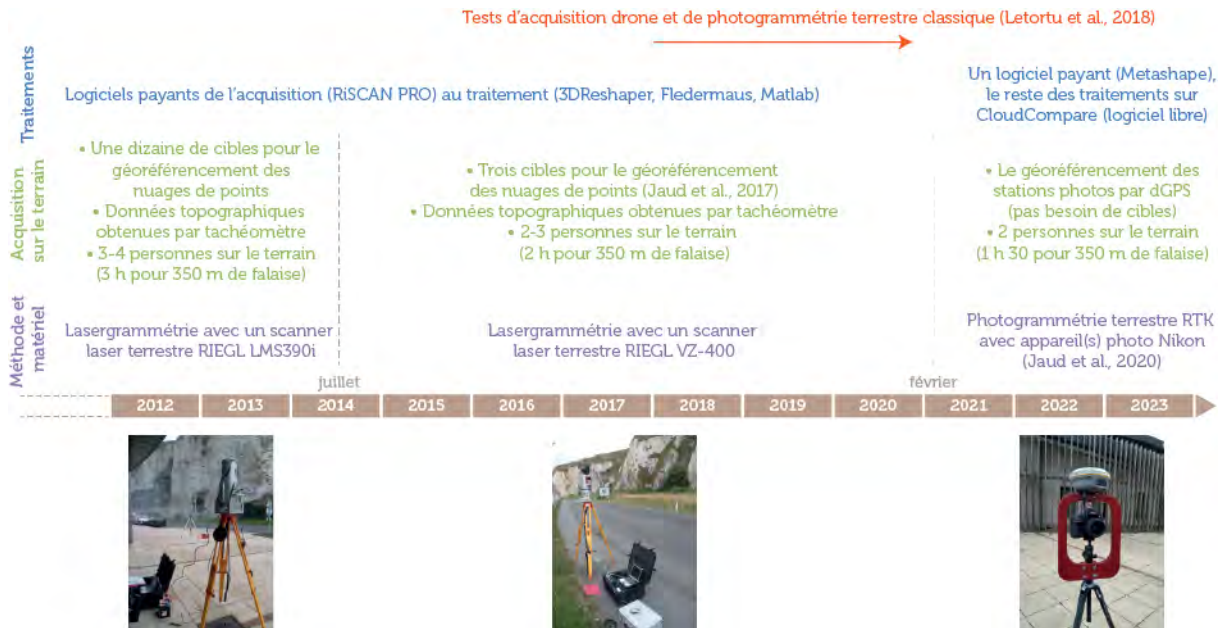 Tests d'acquisition drone et de photogrammétrie terrestre classique (Letortu et al., 2018)
Traitements
Logiciels payants de l'acquisition (RiSCAN PRO) au traitement (3DReshaper, Fledermaus, Matlab)
Un logiciel payant (Metashape),
le reste des traitements sur
CloudCompare (logiciel libre)
Acquisition
sur le terrain
• Une dizaine de cibles pour le
géoréférencement des
nuages de points
• Données topographiques
obtenues par tachéomètre
• 3-4 personnes sur le terrain
(3 h pour 350 m de falaise)
• Trois cibles pour le géoréférencement
des nuages de points (Jaud et al., 2017)
• Données topographiques obtenues par tachéomètre
• 2-3 personnes sur le terrain
(2 h pour 350 m de falaise)
• Le géoréférencement des
stations photos par dGPS
(pas besoin de cibles)
• 2 personnes sur le terrain
(1 h 30 pour 350 m de falaise)
Méthode et
matériel
Lasergrammétrie avec un scanner
laser terrestre RIEGL LMS390i
Lasergrammétrie avec un scanner
laser terrestre RIEGL VZ-400
Photogrammétrie terrestre RTK
avec appareil(s) photo Nikon
(Jaud et al., 2020)
juillet
février
2012
2013
2014
2015
2016
2017
2018
2019
2020
2021
2022
2023